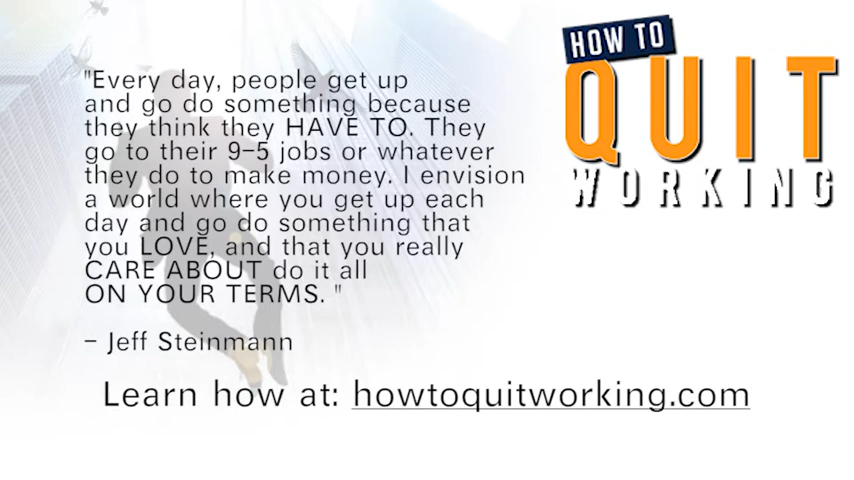 HOW TO
QUIT
WORKING
"Every day, people get up
and go do something because
they think they HAVE TO. They
go to their 9-5 jobs or whatever
they do to make money. I envision
a world where you get up each
day and go do something that
you LOVE, and that you really
CARE ABOUT do it all
ON YOUR TERMS. "
- Jeff Steinmann
Learn how at: howtoquitworking.com